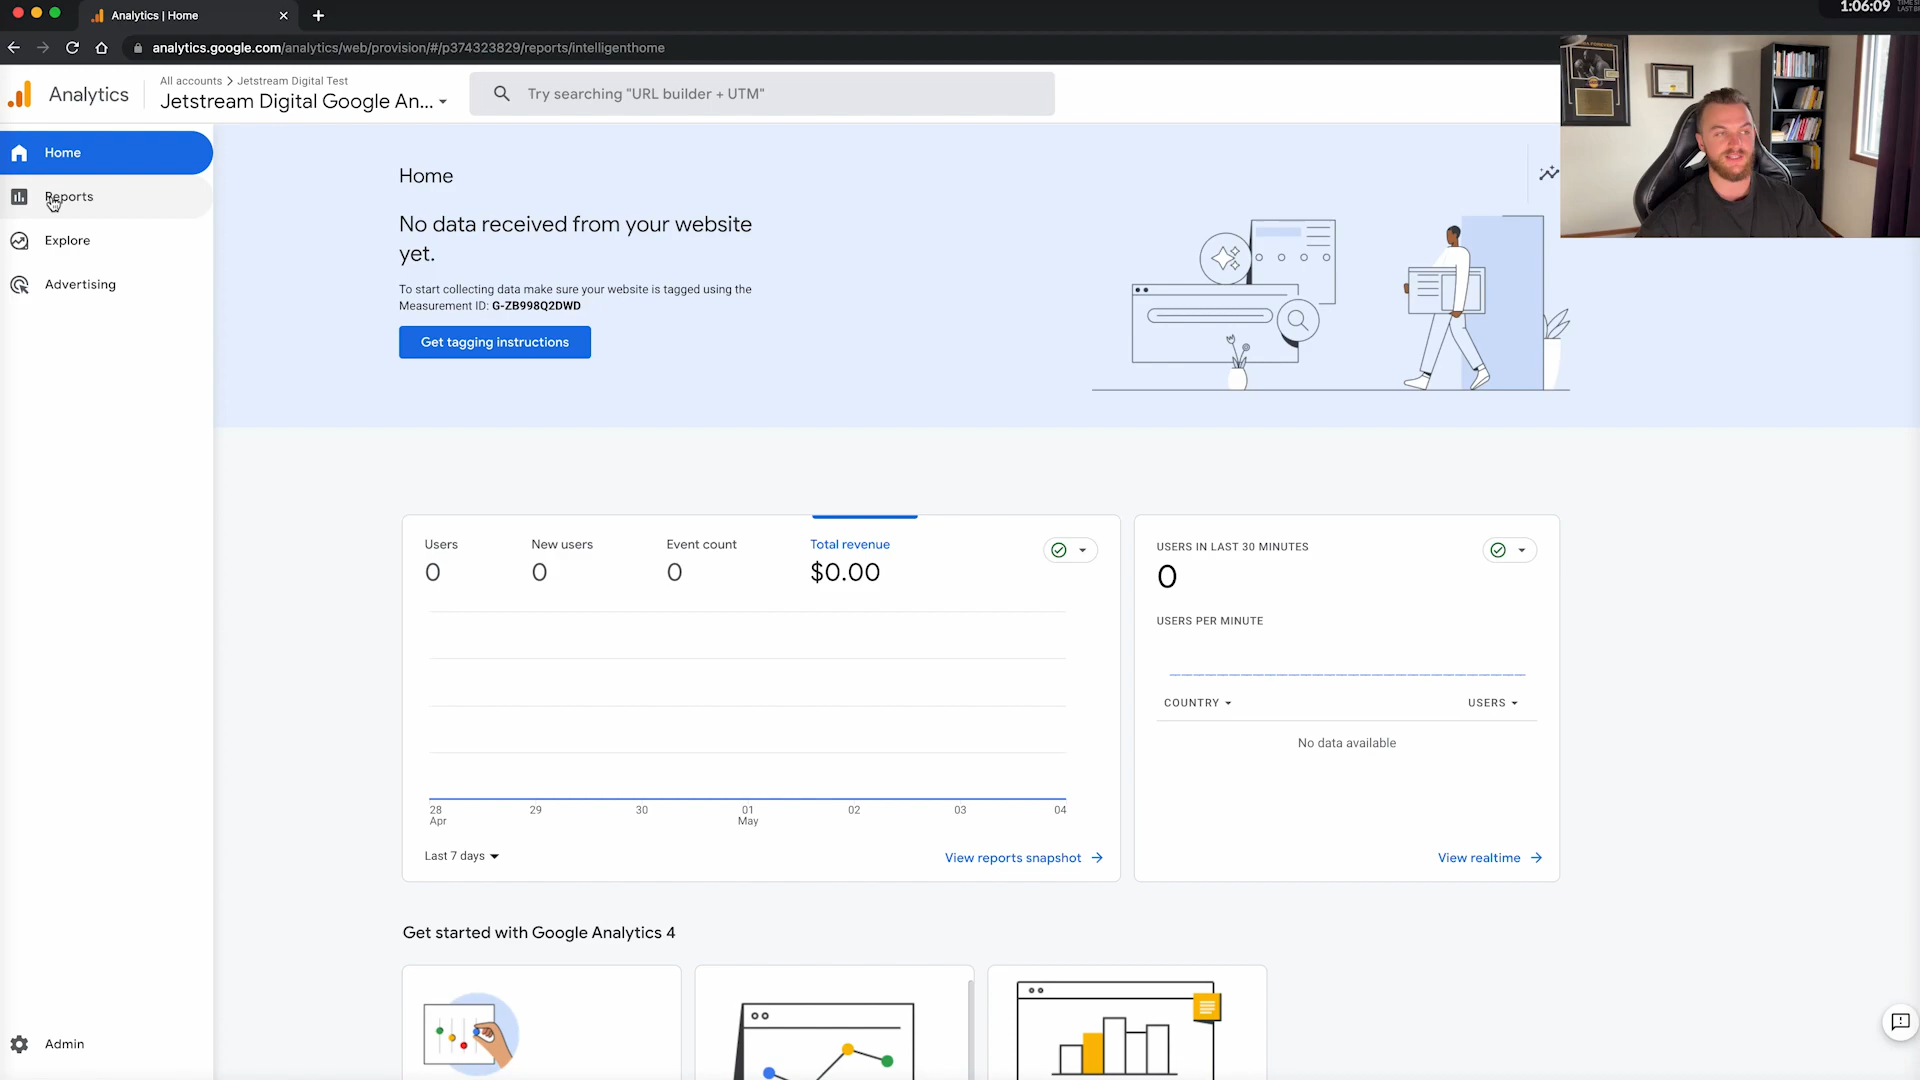 Analytics | Home
1:06:09
analytics.google.com/analytics/web/provision/#/p374323829/reports/intelligenthome
Analytics
All accounts > Jetstream Digital Test
Jetstream Digital Google An...
Try searching "URL builder + UTM"
Home
Reports
Explore
Advertising
Admin
Home
No data received from your website
yet.
To start collecting data make sure your website is tagged using the
Measurement ID: G-ZB998Q2DWD
Get tagging instructions
Users
0
New users
0
Event count
0
Total revenue
$0.00
28
Apr
29
30
01
May
02
03
04
Last 7 days
View reports snapshot
USERS IN LAST 30 MINUTES
0
USERS PER MINUTE
COUNTRY
USERS
No data available
View realtime
Get started with Google Analytics 4